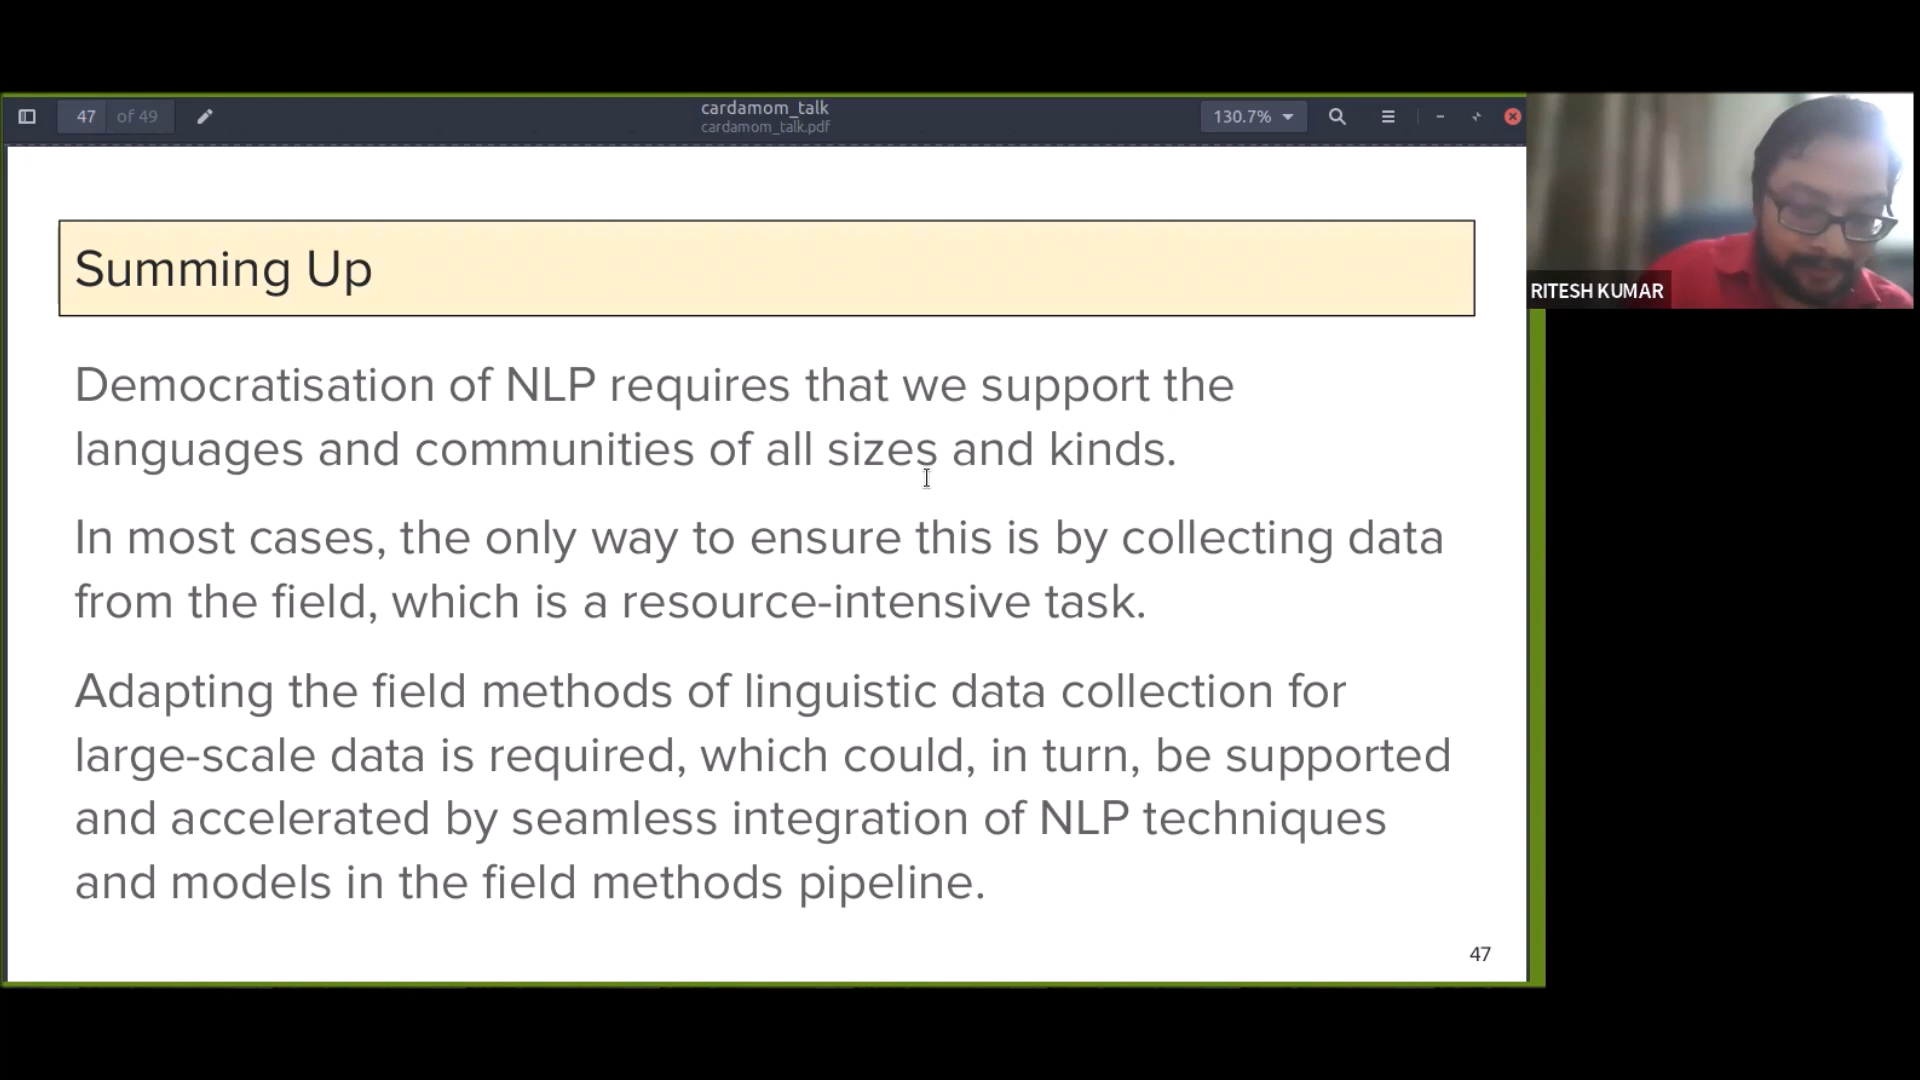 47 of 49
cardamom_talk
cardamom_talk.pdf
130.7%
RITESH KUMAR
Summing Up
Democratisation of NLP requires that we support the
languages and communities of all sizes and kinds.
In most cases, the only way to ensure this is by collecting data
from the field, which is a resource-intensive task.
Adapting the field methods of linguistic data collection for
large-scale data is required, which could, in turn, be supported
and accelerated by seamless integration of NLP techniques
and models in the field methods pipeline.
47